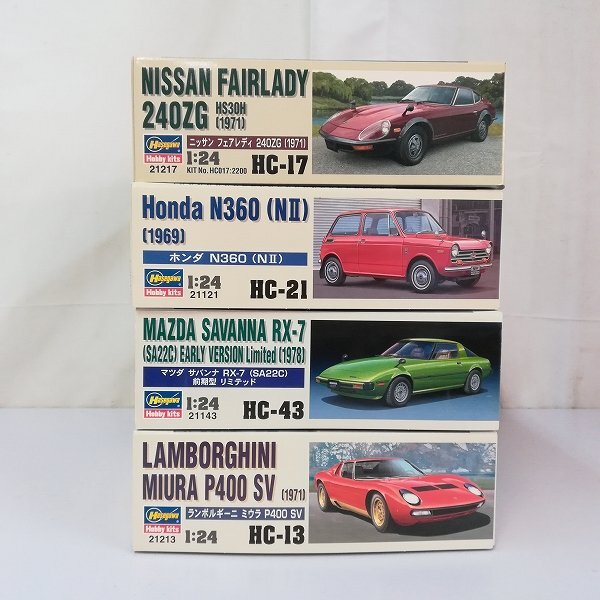 NISSAN FAIRLADY
240ZG HS30H (1971)
ニッサン フェアレディ 240ZG (1971)
Hasegawa
Hobby kits
21217
1:24
KIT No. HC017:2200
HC-17
Honda N360 (NⅡ)
(1969)
ホンダ N360 (NⅡ)
Hasegawa
Hobby kits
1:24
21121
HC-21
MAZDA SAVANNA RX-7
(SA22C) EARLY VERSION Limited (1978)
マツダ サバンナ RX-7 (SA22C)
前期型 リミテッド
Hasegawa
Hobby kits
1:24
21143
HC-43
LAMBORGHINI
MIURA P400 SV (1971)
ランボルギーニ ミウラ P400 SV
Hasegawa
Hobby kits
21213
1:24
HC-13